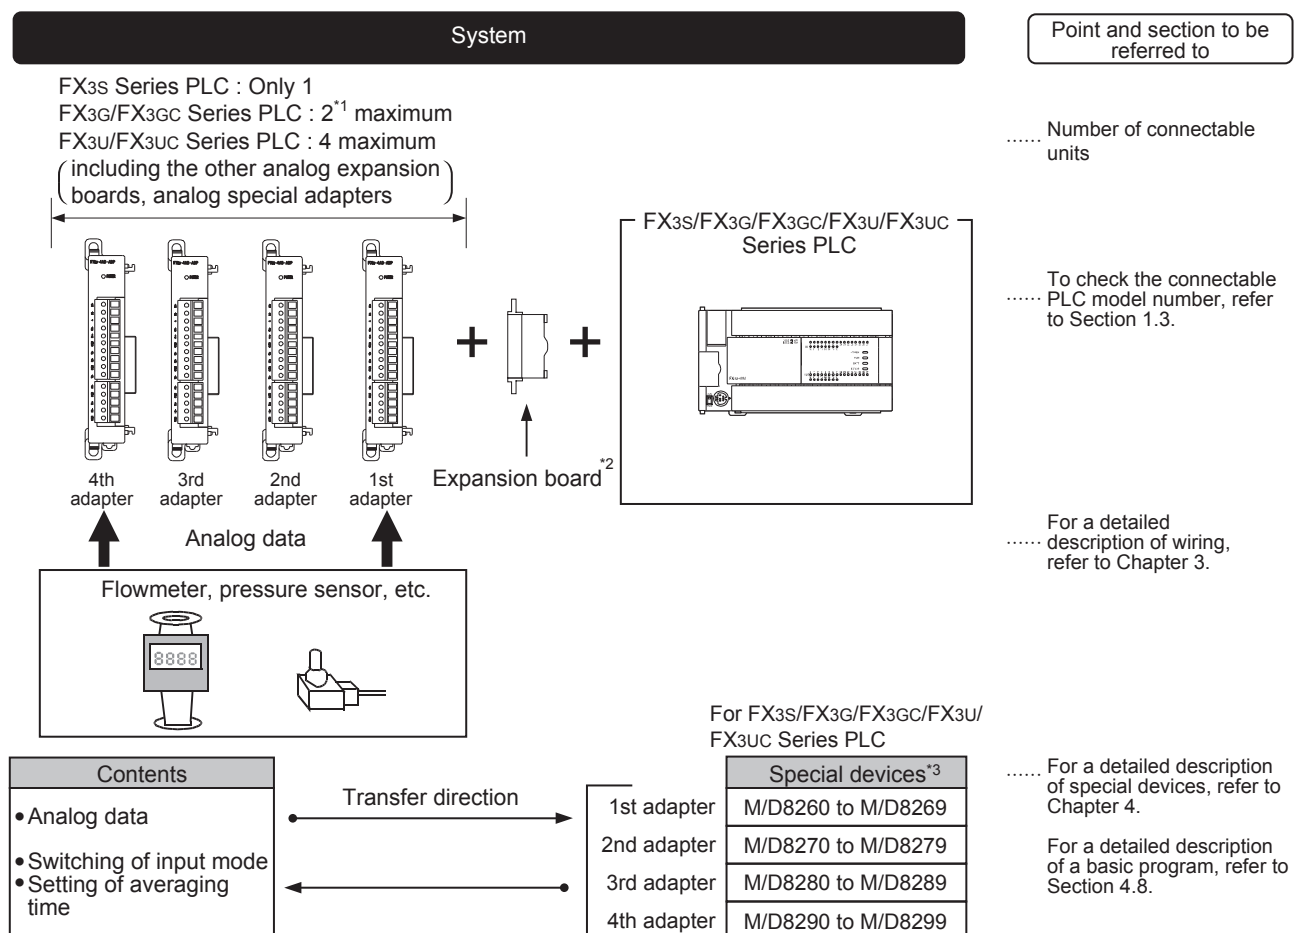 System
Point and section to be
referred to
FX3S Series PLC : Only 1
FX3G/FX3GC Series PLC : 2*1 maximum
FX3U/FX3UC Series PLC : 4 maximum
(including the other analog expansion
boards, analog special adapters)
...... Number of connectable
units
FX3S/FX3G/FX3GC/FX3U/FX3UC
Series PLC
...... To check the connectable
PLC model number, refer
to Section 1.3.
4th
adapter
3rd
adapter
2nd
adapter
1st
adapter
Expansion board*2
Analog data
...... For a detailed
description of wiring,
refer to Chapter 3.
Flowmeter, pressure sensor, etc.
8888
For FX3S/FX3G/FX3GC/FX3U/
FX3UC Series PLC
Contents
• Analog data
• Switching of input mode
• Setting of averaging
time
Transfer direction
Special devices*3
1st adapter M/D8260 to M/D8269
2nd adapter M/D8270 to M/D8279
3rd adapter M/D8280 to M/D8289
4th adapter M/D8290 to M/D8299
...... For a detailed description
of special devices, refer to
Chapter 4.
For a detailed description
of a basic program, refer to
Section 4.8.